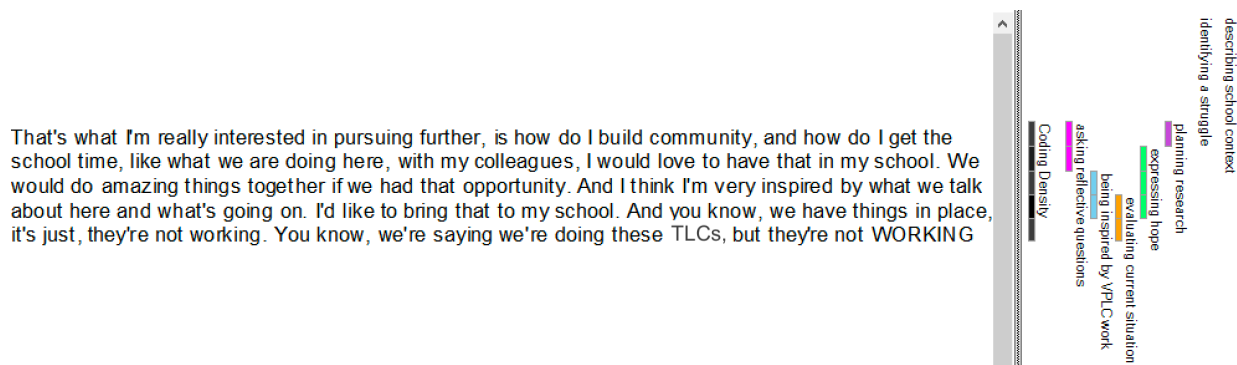 That's what I'm really interested in pursuing further, is how do I build community, and how do I get the
school time, like what we are doing here, with my colleagues, I would love to have that in my school. We
would do amazing things together if we had that opportunity. And I think I'm very inspired by what we talk
about here and what's going on. I'd like to bring that to my school. And you know, we have things in place,
it's just, they're not working. You know, we're saying we're doing these TLCs, but they're not WORKING
Coding Density
asking reflective questions
being inspired by VPLC work
evaluating current situation
expressing hope
planning research
identifying a struggle
describing school context